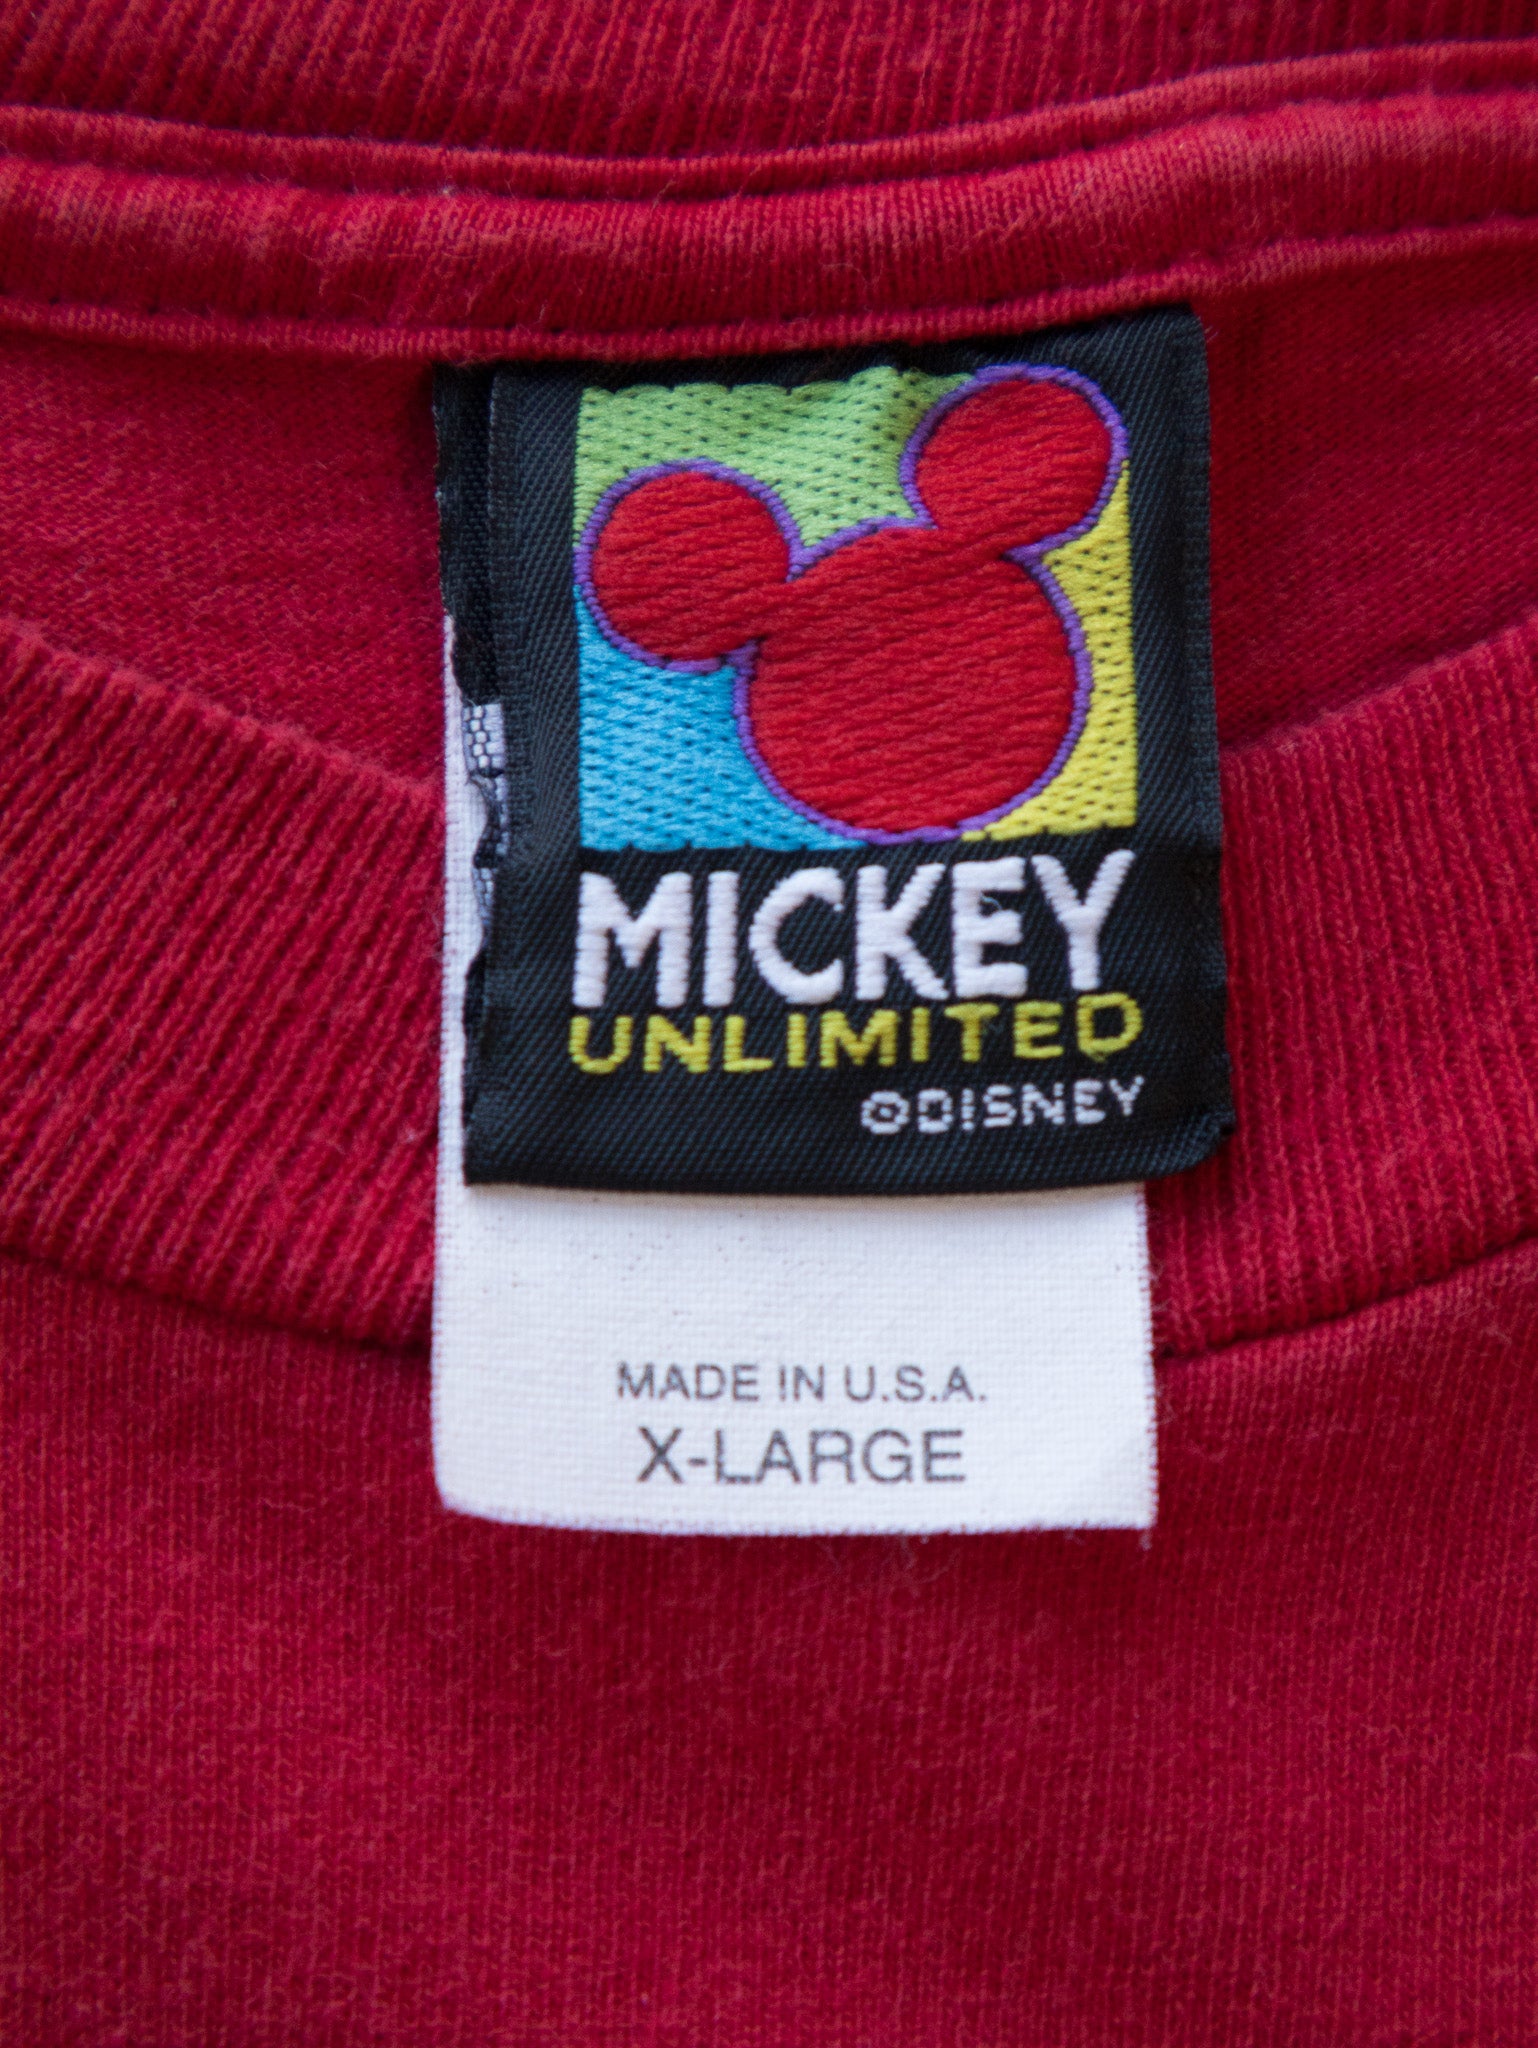 MICKEY
UNLIMITED
©DISNEY
MADE IN U.S.A.
X-LARGE